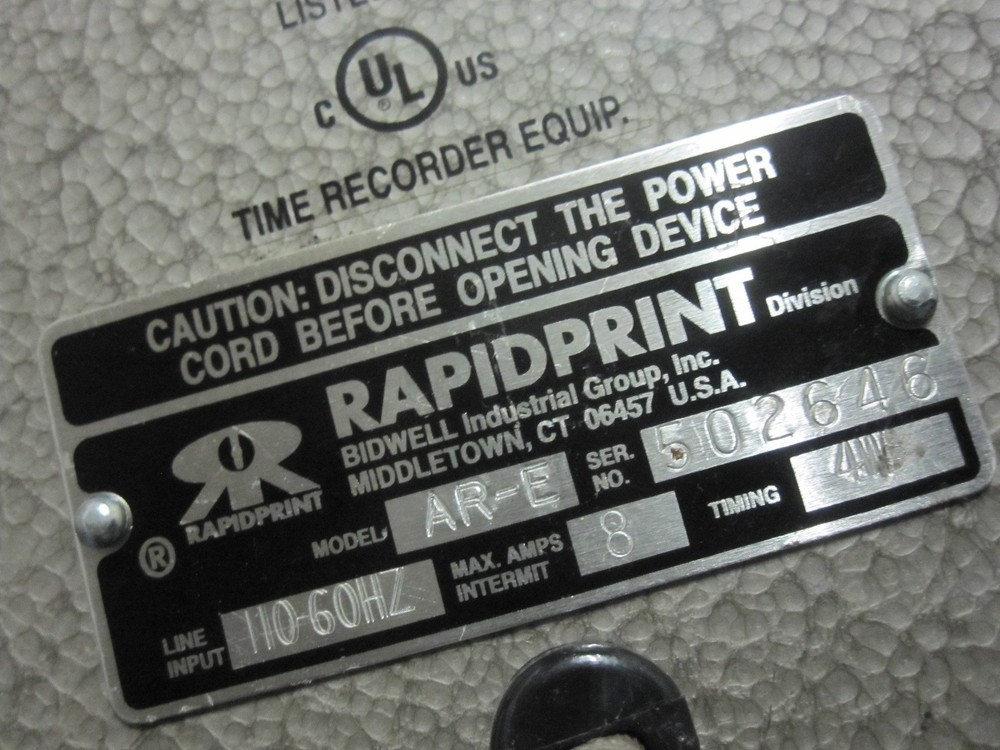 C UL ® US
TIME RECORDER EQUIP.
CAUTION: DISCONNECT THE POWER
CORD BEFORE OPENING DEVICE
RAPIDPRINT Division
BIDWELL Industrial Group, Inc.
MIDDLETOWN, CT 06457 U.S.A.
R
RAPIDPRINT
®
MODEL AR-E
SER. NO. 502646
LINE INPUT 110-60HZ
MAX. AMPS INTERMIT 8
TIMING